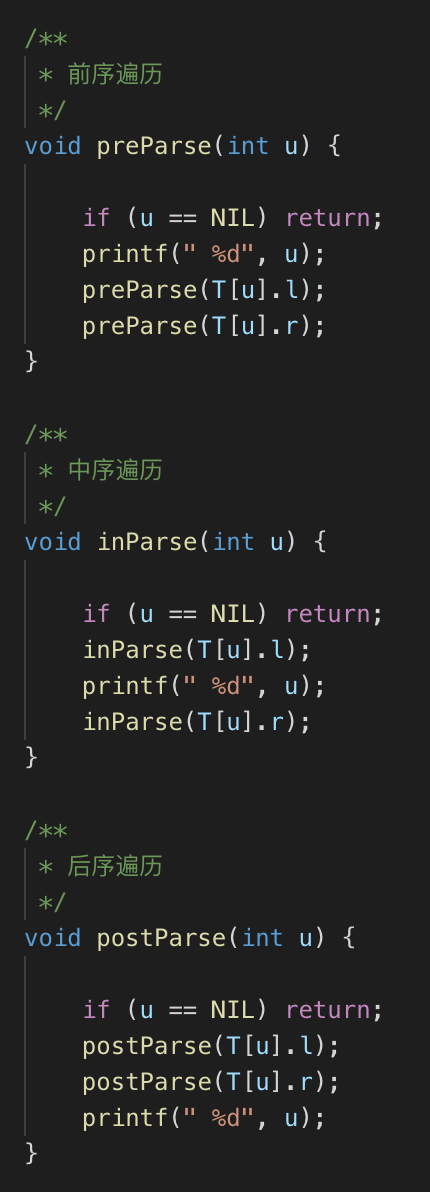 /**
 * 前序遍历
 */
void preParse(int u) {

    if (u == NIL) return;
    printf(" %d", u);
    preParse(T[u].l);
    preParse(T[u].r);
}

/**
 * 中序遍历
 */
void inParse(int u) {

    if (u == NIL) return;
    inParse(T[u].l);
    printf(" %d", u);
    inParse(T[u].r);
}

/**
 * 后序遍历
 */
void postParse(int u) {

    if (u == NIL) return;
    postParse(T[u].l);
    postParse(T[u].r);
    printf(" %d", u);
}